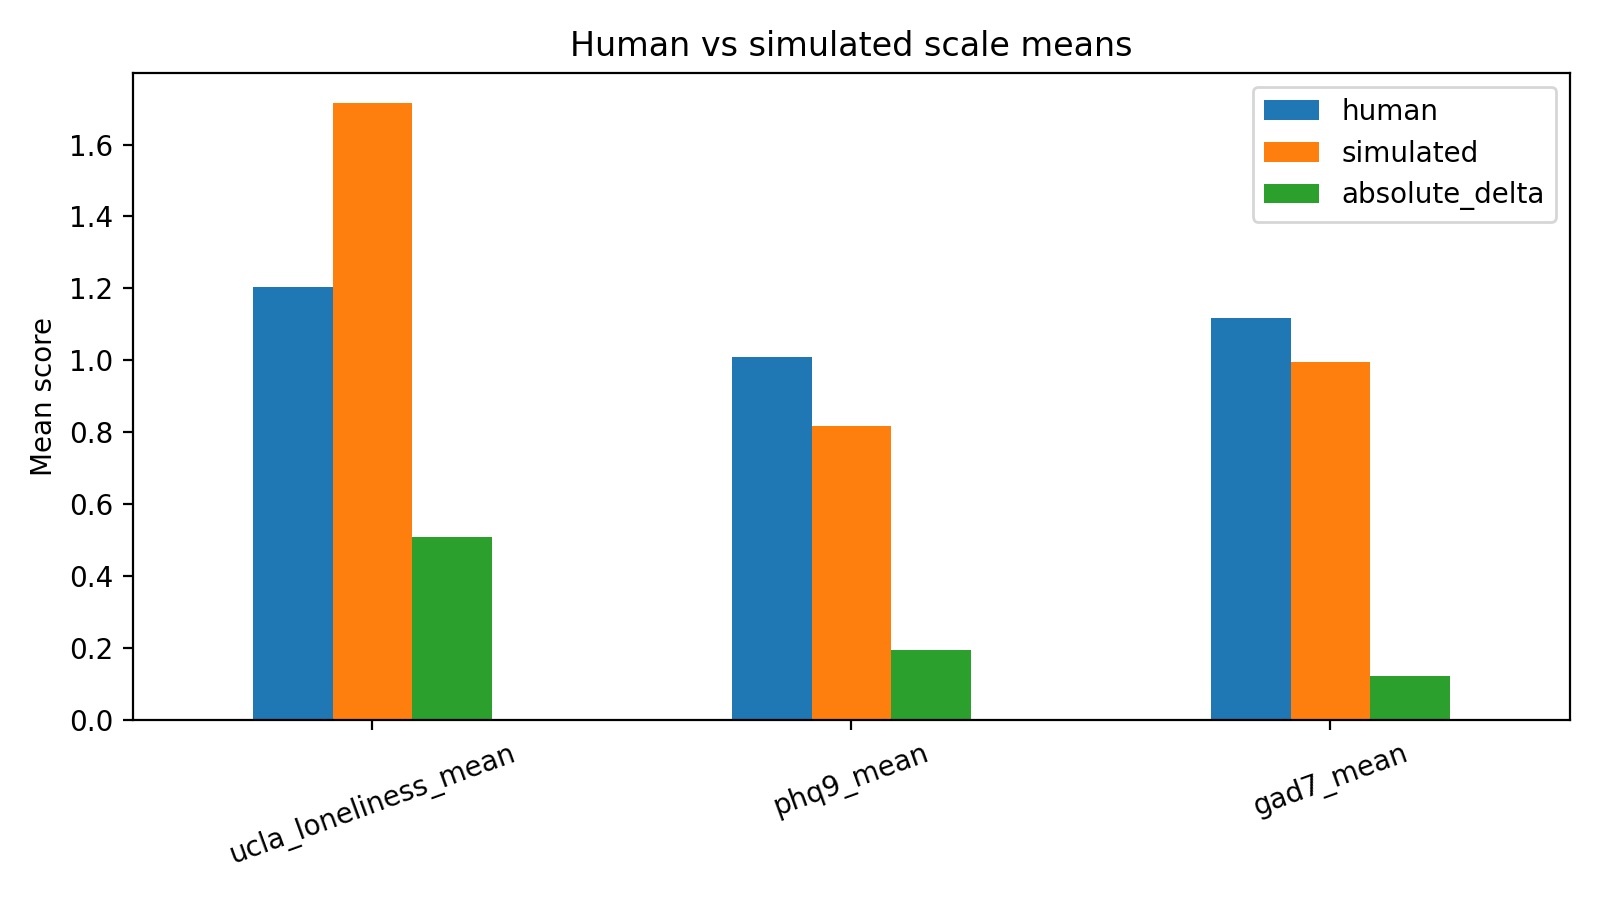 Human vs simulated scale means
human
simulated
absolute_delta
Mean score
1.6
1.4
1.2
1.0
0.8
0.6
0.4
0.2
0.0
ucla_loneliness_mean
phq9_mean
gad7_mean